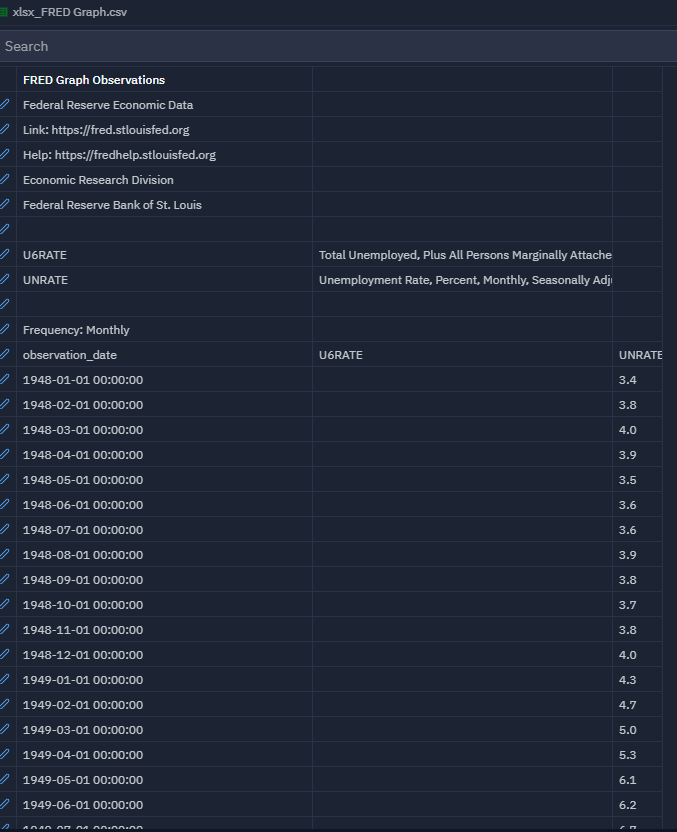 xlsx_FRED Graph.csv
Search
FRED Graph Observations
Federal Reserve Economic Data
Link: https://fred.stlouisfed.org
Help: https://fredhelp.stlouisfed.org
Economic Research Division
Federal Reserve Bank of St. Louis
U6RATE Total Unemployed, Plus All Persons Marginally Attache
UNRATE Unemployment Rate, Percent, Monthly, Seasonally Adj
Frequency: Monthly
observation_date U6RATE UNRATE
1948-01-01 00:00:00 3.4
1948-02-01 00:00:00 3.8
1948-03-01 00:00:00 4.0
1948-04-01 00:00:00 3.9
1948-05-01 00:00:00 3.5
1948-06-01 00:00:00 3.6
1948-07-01 00:00:00 3.6
1948-08-01 00:00:00 3.9
1948-09-01 00:00:00 3.8
1948-10-01 00:00:00 3.7
1948-11-01 00:00:00 3.8
1948-12-01 00:00:00 4.0
1949-01-01 00:00:00 4.3
1949-02-01 00:00:00 4.7
1949-03-01 00:00:00 5.0
1949-04-01 00:00:00 5.3
1949-05-01 00:00:00 6.1
1949-06-01 00:00:00 6.2